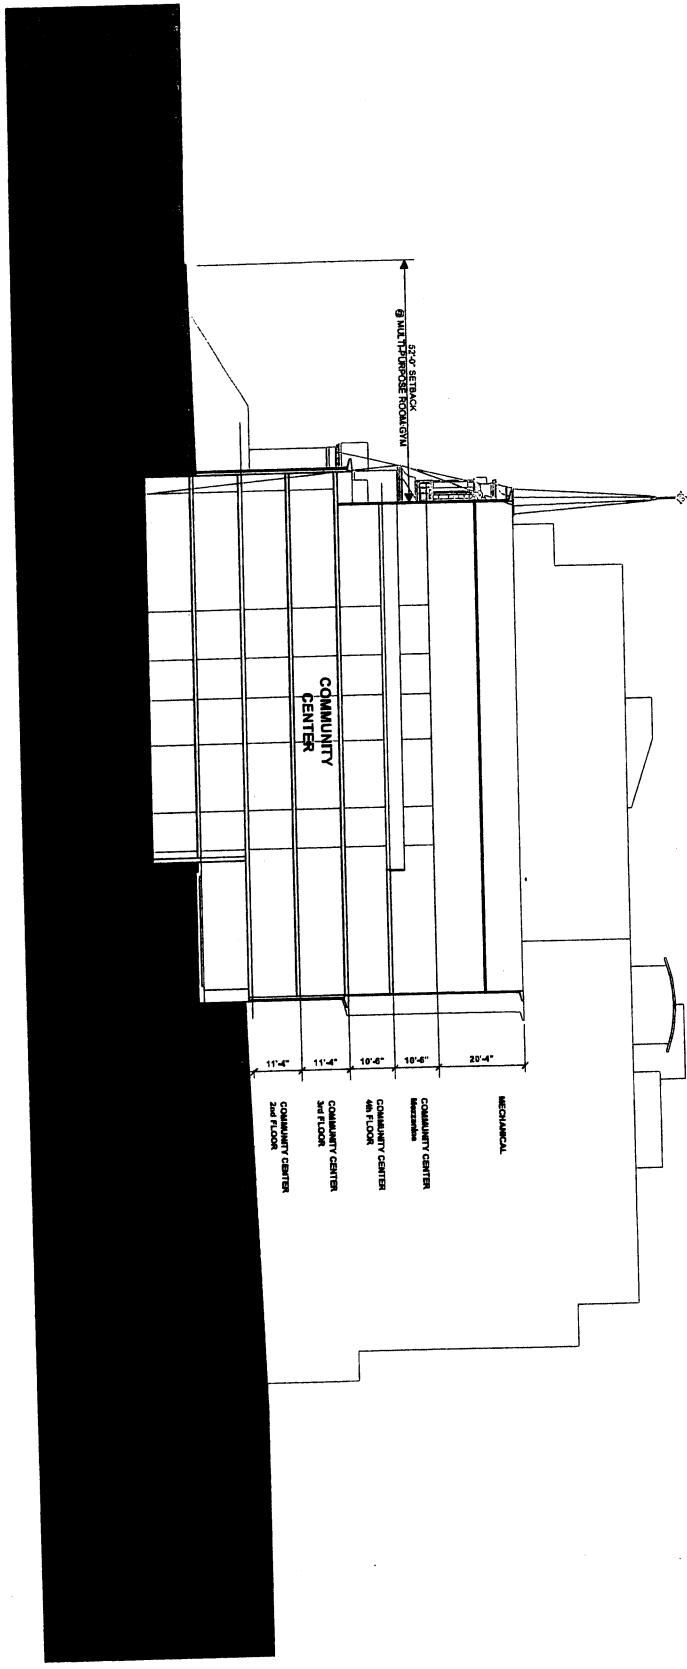 52'-0" SETBACK
@ MULTI-PURPOSE ROOM/GYM
COMMUNITY
CENTER
20'-4"
10'-6"
10'-6"
11'-4"
11'-4"
MECHANICAL
COMMUNITY CENTER
Mezzanine
COMMUNITY CENTER
4th FLOOR
COMMUNITY CENTER
3rd FLOOR
COMMUNITY CENTER
2nd FLOOR